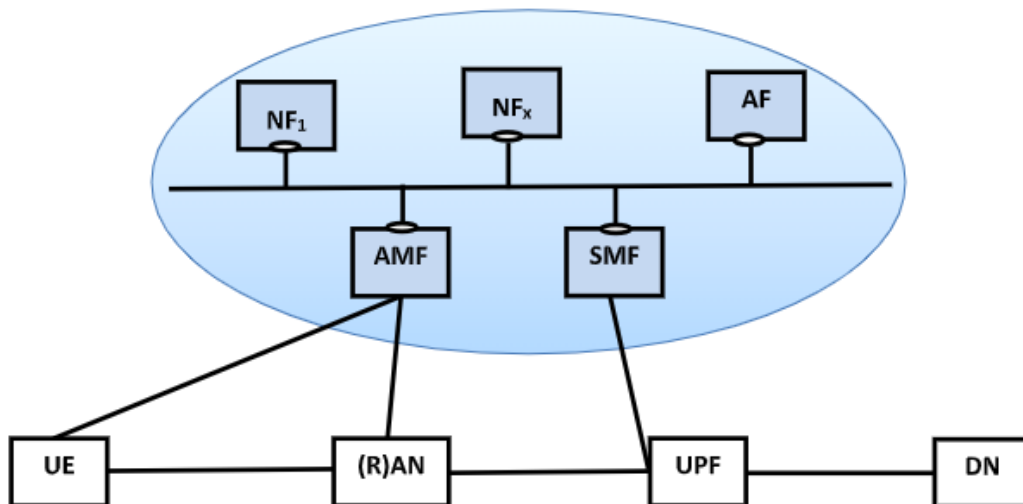 NF₁
NFₓ
AF
AMF
SMF
UE
(R)AN
UPF
DN